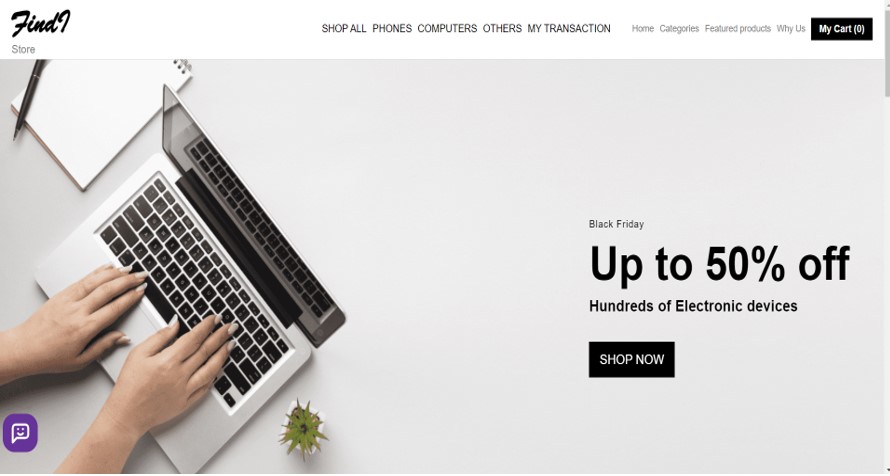 FindI
Store
SHOP ALL PHONES COMPUTERS OTHERS MY TRANSACTION Home Categories Featured products Why Us My Cart (0)
Black Friday
Up to 50% off
Hundreds of Electronic devices
SHOP NOW